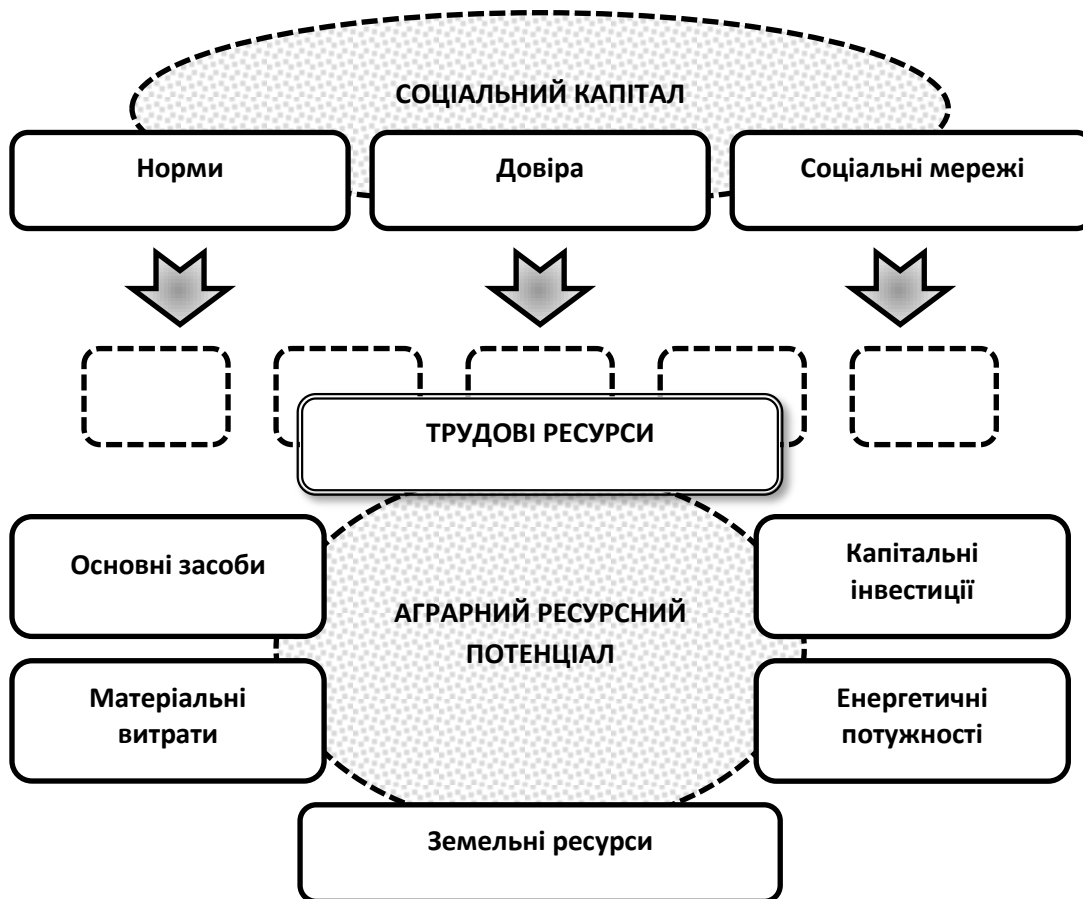 СОЦІАЛЬНИЙ КАПІТАЛ
Норми
Довіра
Соціальні мережі
ТРУДОВІ РЕСУРСИ
Основні засоби
Капітальні
інвестиції
АГРАРНИЙ РЕСУРСНИЙ
ПОТЕНЦІАЛ
Матеріальні
витрати
Енергетичні
потужності
Земельні ресурси